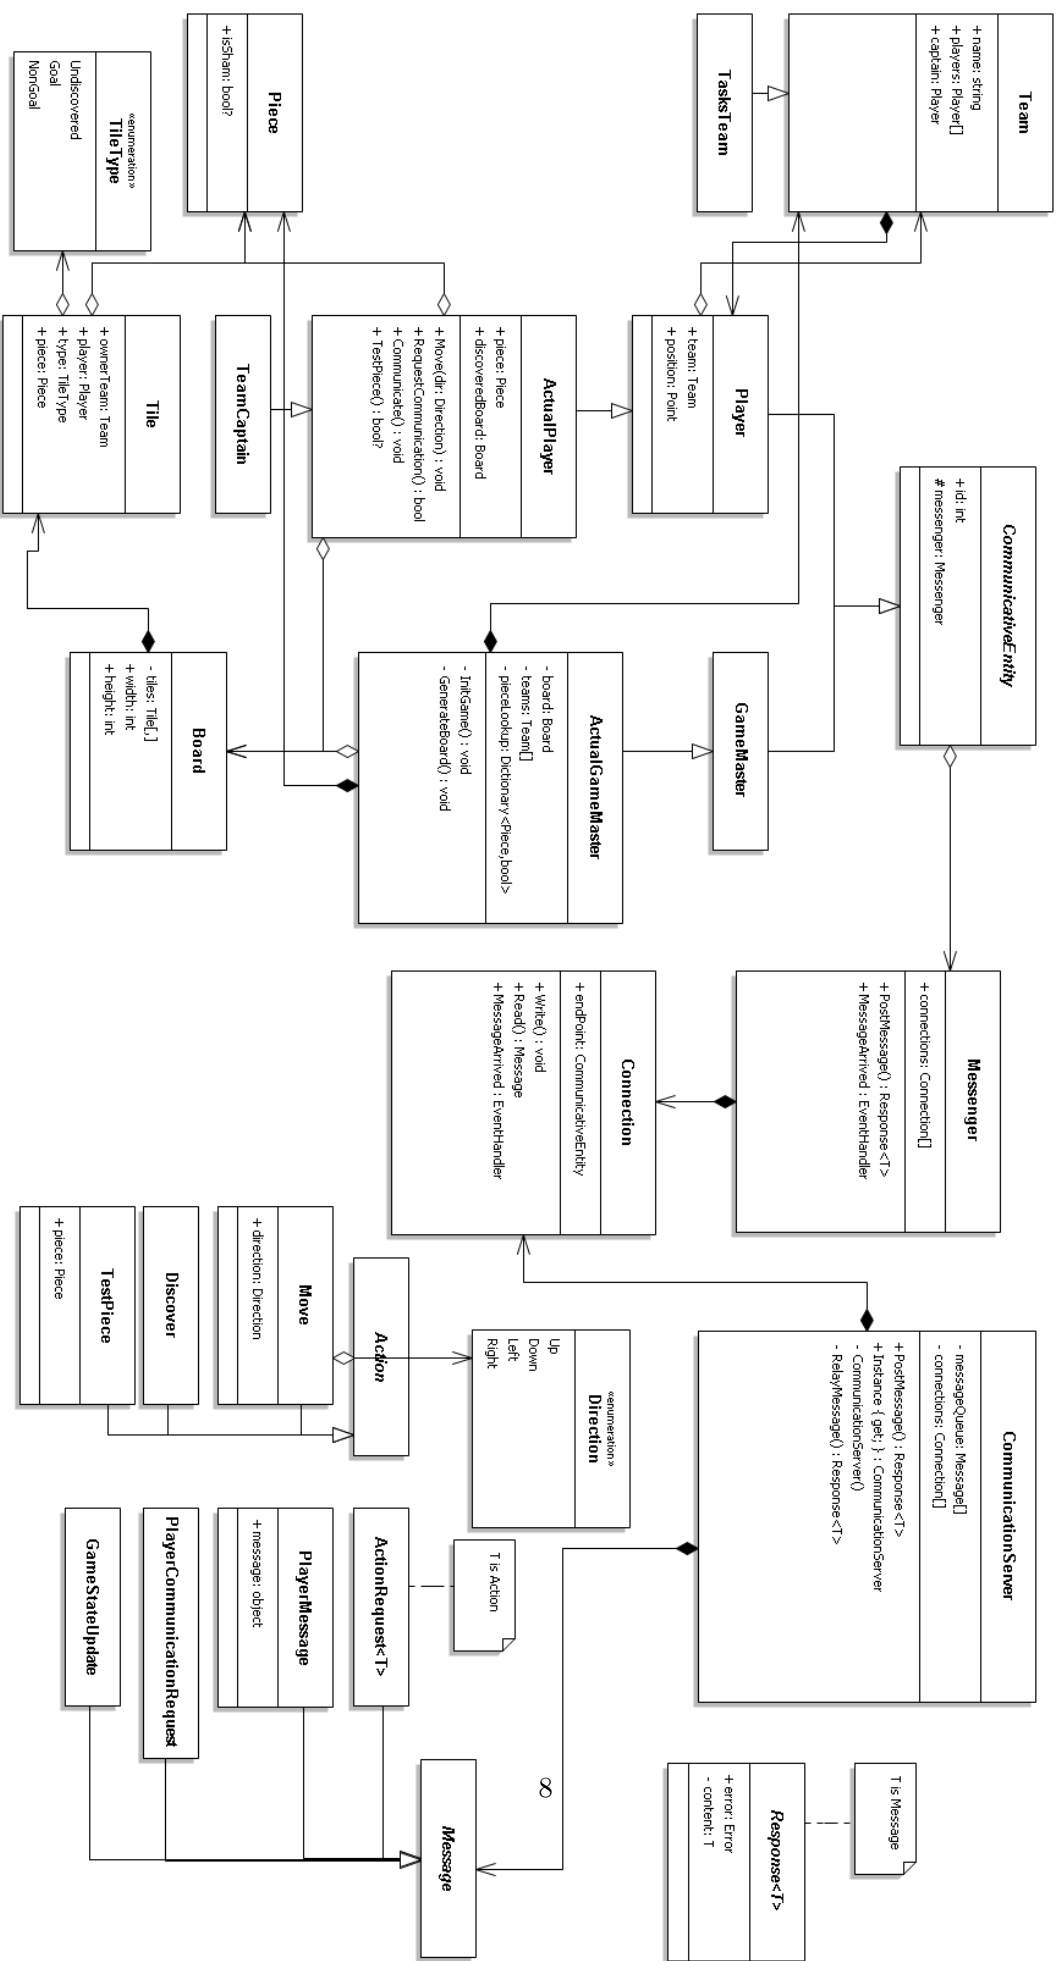 Team
+ name: string
+ players: Player[]
+ captain: Player
TasksTeam
CommunicativeEntity
+ id: int
# messenger: Messenger
Messenger
+ connections: Connection[]
+ PostMessage() : Response<T>
+ MessageArrived : EventHandler
CommunicationServer
- messageQueue: Message[]
- connections: Connection[]
+ PostMessage() : Response<T>
+ Instance { get; } : CommunicationServer
- CommunicationServer()
- RelayMessage() : Response<T>
T is Message
Response<T>
+ error: Error
- content: T
Player
+ team: Team
+ position: Point
GameMaster
Connection
+ endPoint: CommunicativeEntity
+ Write() : void
+ Read() : Message
+ MessageArrived : EventHandler
«enumeration»
Direction
Up
Down
Left
Right
T is Action
∞
ActualPlayer
+ piece: Piece
+ discoveredBoard: Board
+ Move(dir: Direction) : void
+ RequestCommunication() : bool
+ Communicate() : void
+ TestPiece() : bool?
ActualGameMaster
- board: Board
- teams: Team[]
- pieceLookup: Dictionary<Piece,bool>
- InitGame() : void
- GenerateBoard() : void
Action
ActionRequest<T>
Message
Piece
+ isSham: bool?
TeamCaptain
Move
+ direction: Direction
PlayerMessage
+ message: object
«enumeration»
TileType
Undiscovered
Goal
NonGoal
Tile
+ ownerTeam: Team
+ player: Player
+ type: TileType
+ piece: Piece
Board
- tiles: Tile[,]
+ width: int
+ height: int
Discover
PlayerCommunicationRequest
TestPiece
+ piece: Piece
GameStateUpdate